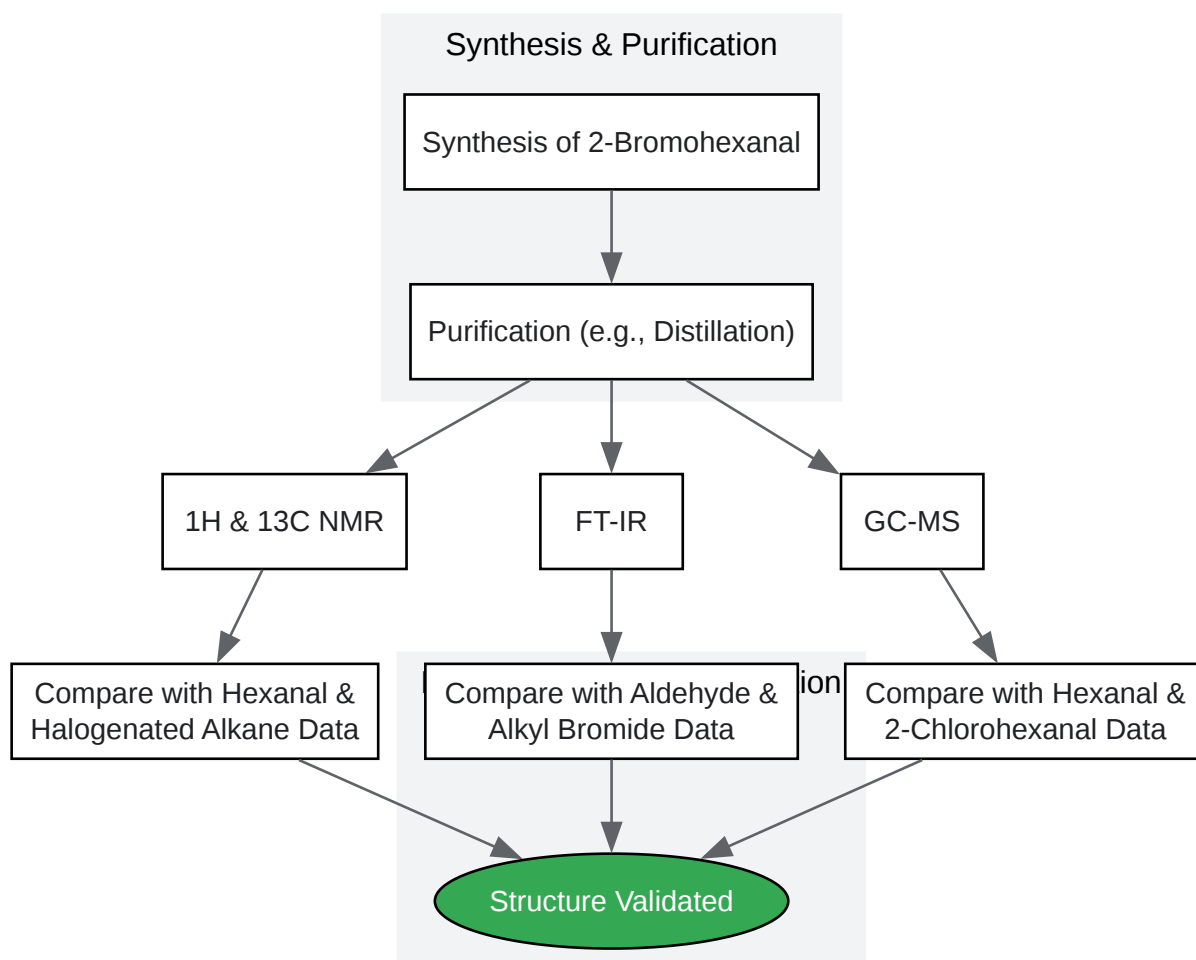 Synthesis & Purification
Synthesis of 2-Bromohexanal
Purification (e.g., Distillation)
1H & 13C NMR
FT-IR
GC-MS
Compare with Hexanal &
Halogenated Alkane Data
Compare with Aldehyde &
Alkyl Bromide Data
Compare with Hexanal &
2-Chlorohexanal Data
Structure Validated